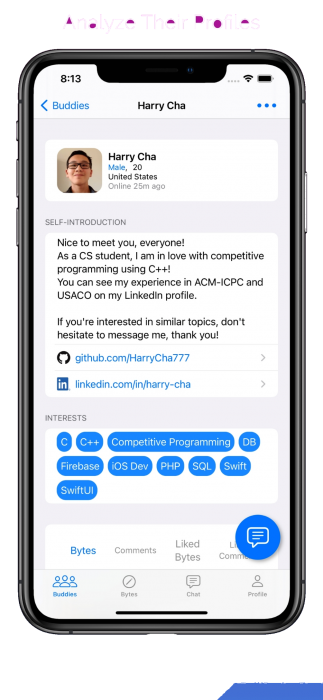 Analyze Their Profiles
8:13
Buddies
Harry Cha
Harry Cha
Male, 20
United States
Online 25m ago
SELF-INTRODUCTION
Nice to meet you, everyone!
As a CS student, I am in love with competitive
programming using C++!
You can see my experience in ACM-ICPC and
USACO on my LinkedIn profile.
If you're interested in similar topics, don't
hesitate to message me, thank you!
github.com/HarryCha777
linkedin.com/in/harry-cha
INTERESTS
C C++ Competitive Programming DB
Firebase iOS Dev PHP SQL Swift
SwiftUI
Bytes Comments Liked
Bytes
Buddies Bytes Chat Profile